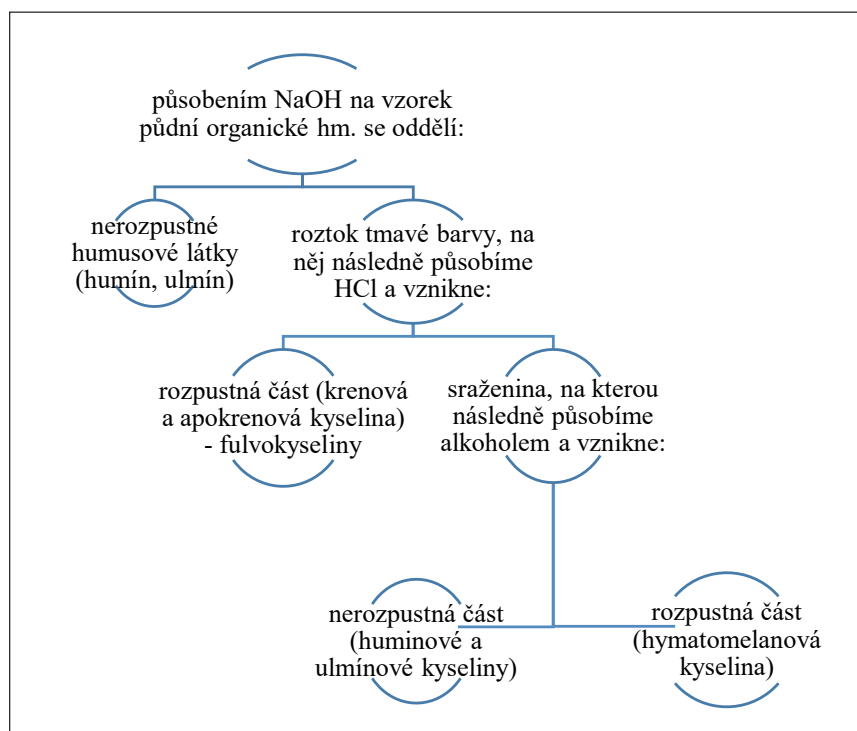 působením NaOH na vzorek
půdní organické hm. se oddělí:
nerozpustné
humusové látky
(humín, ulmín)
roztok tmavé barvy, na
něj následně působíme
HCl a vznikne:
rozpustná část (krenová
a apokrenová kyselina)
- fulvokyseliny
sraženina, na kterou
následně působíme
alkoholem a vznikne:
nerozpustná část
(huminové a
ulmínové kyseliny)
rozpustná část
(hymatomelanová
kyselina)